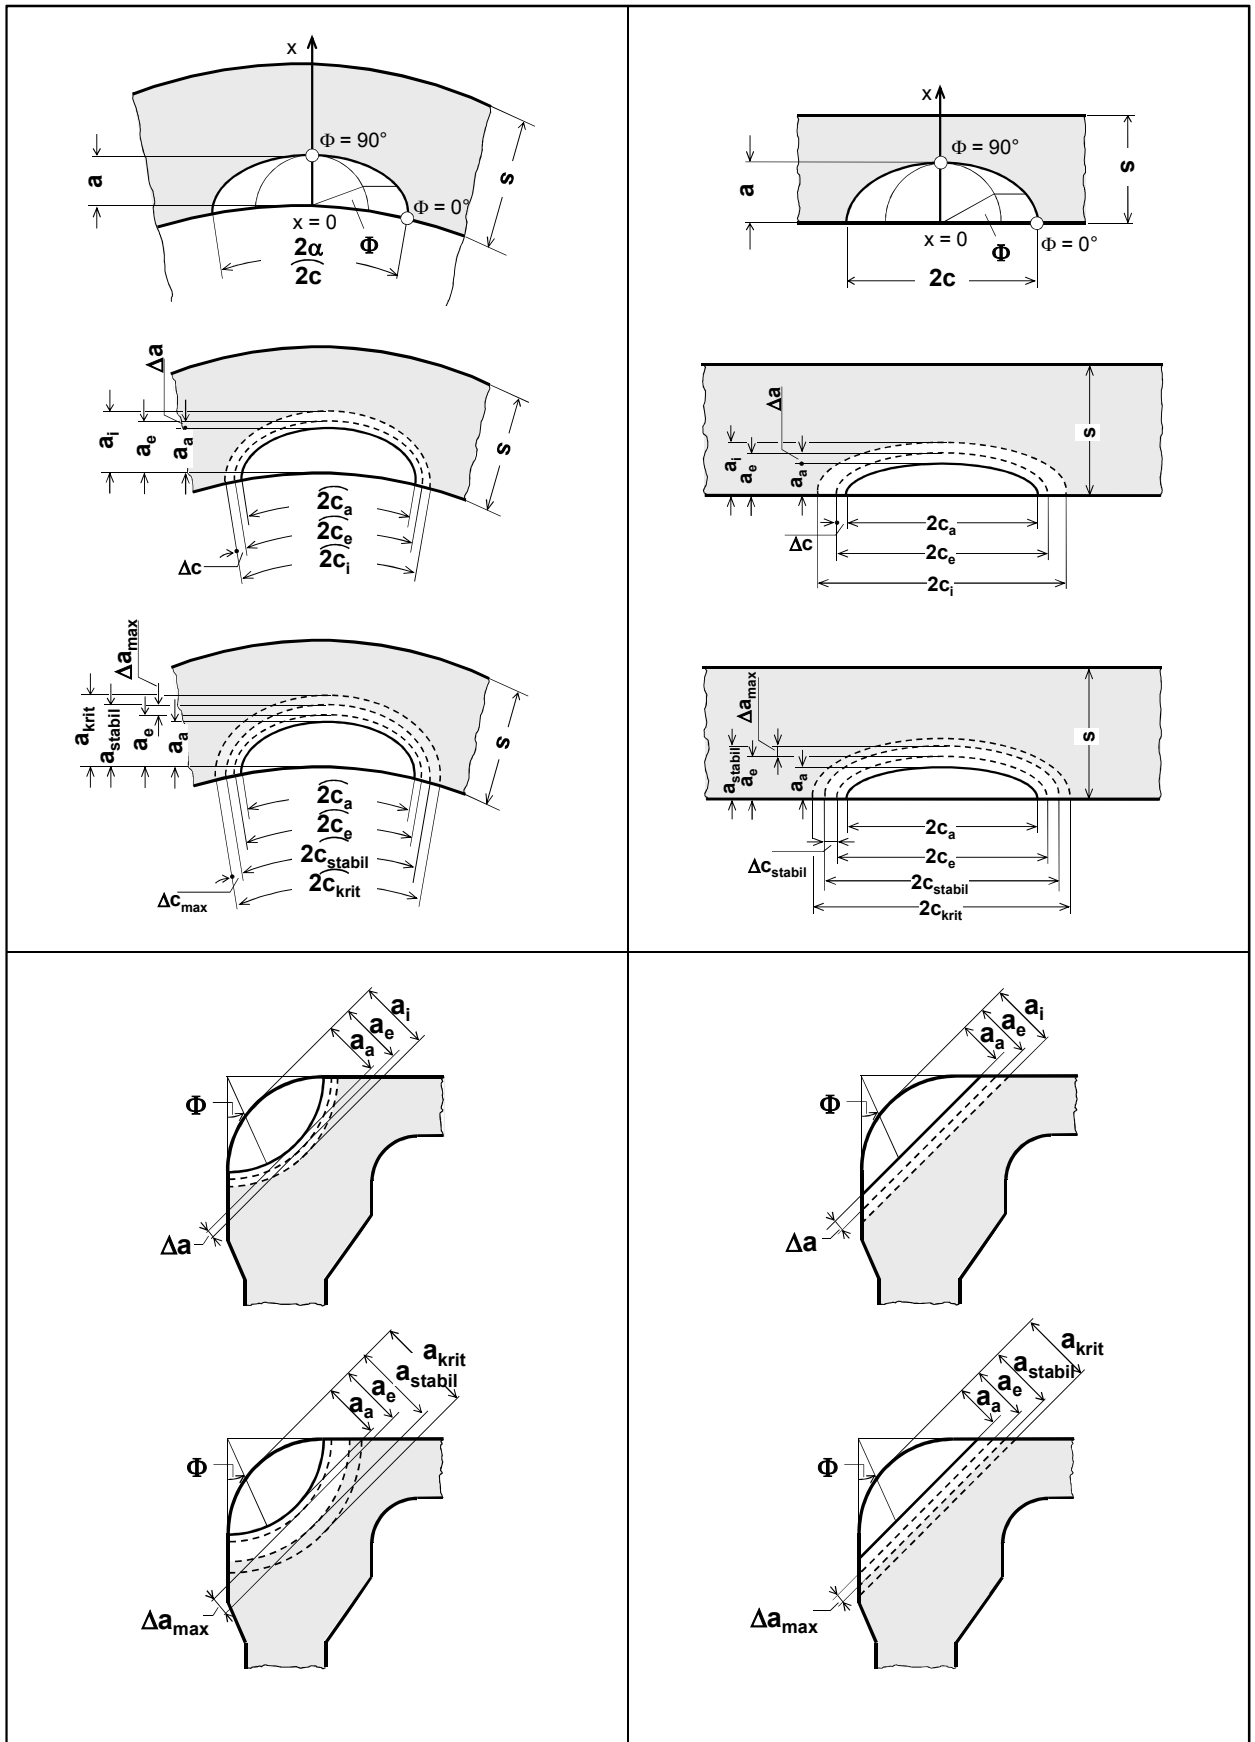 x
Φ = 90°
a
s
Φ = 0°
x = 0
Φ
2α
2c
Δa
a_i
a_e
a_a
s
2c_a
2c_e
2c_i
Δc
Δa_max
a_krit
a_stabil
a_e
a_a
s
2c_a
2c_e
2c_stabil
2c_krit
Δc_max
x
Φ = 90°
a
s
x = 0
Φ
Φ = 0°
2c
Δa
a_i
a_e
a_a
s
2c_a
Δc
2c_e
2c_i
Δa_max
a_stabil
a_e
a_a
s
2c_a
2c_e
Δc_stabil
2c_stabil
2c_krit
a_i
a_e
a_a
Φ
Δa
a_krit
a_stabil
a_e
a_a
Φ
Δa_max
a_i
a_e
a_a
Φ
Δa
a_krit
a_stabil
a_e
a_a
Φ
Δa_max